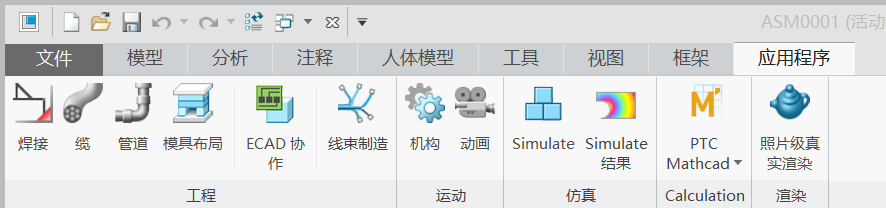 ASM0001 (活动
文件 模型 分析 注释 人体模型 工具 视图 框架 应用程序
焊接 缆 管道 模具布局 ECAD 协作 线束制造 机构 动画 Simulate Simulate 结果 PTC Mathcad 照片级真实渲染
工程 运动 仿真 Calculation 渲染